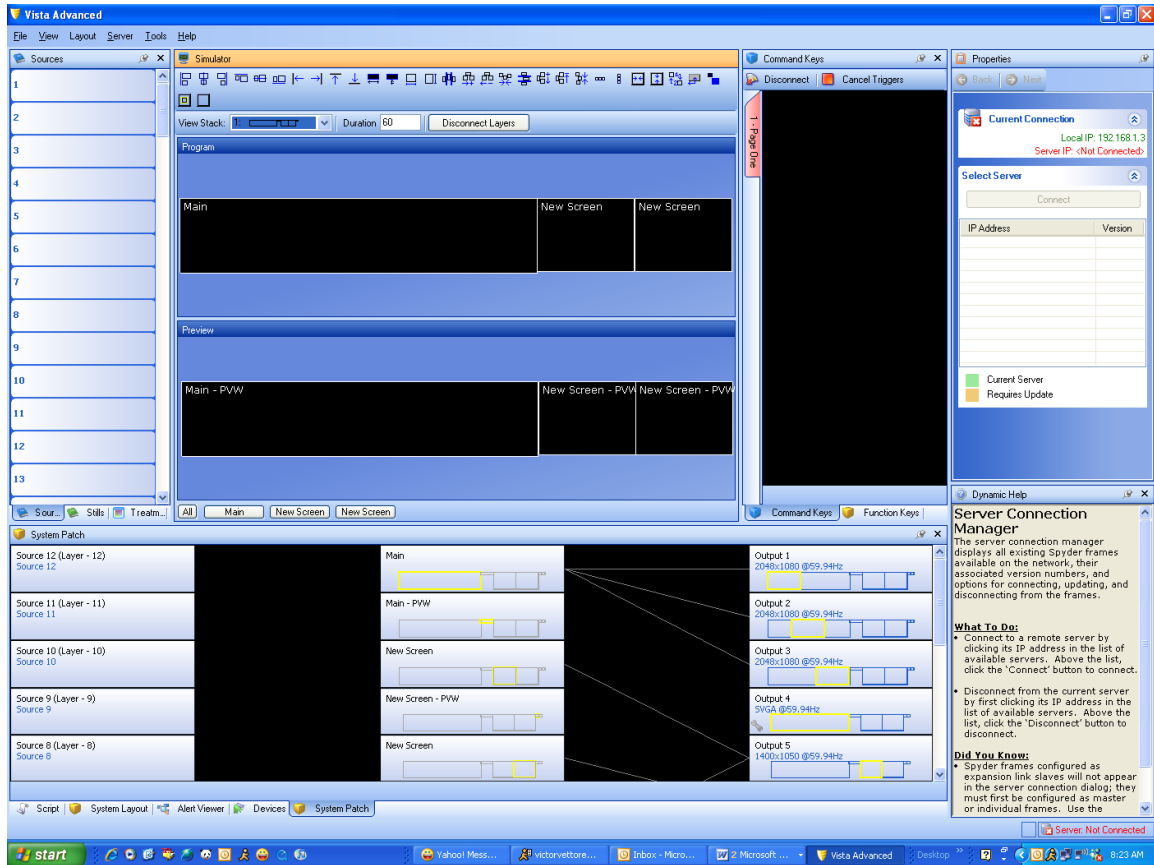 Vista Advanced
File View Layout Server Tools Help
Sources
1
2
3
4
5
6
7
8
9
10
11
12
13
Sour... Stills Treatm...
Simulator
View Stack: 1: Duration 60 Disconnect Layers
Program
Main
New Screen
New Screen
Preview
Main - PVW
New Screen - PVW
New Screen - PVW
All Main New Screen New Screen
Command Keys
Disconnect Cancel Triggers
1 - Page One
Command Keys Function Keys
Properties
Back Next
Current Connection
Local IP: 192.168.1.3
Server IP: <Not Connected>
Select Server
Connect
IP Address Version
Current Server
Requires Update
Dynamic Help
Server Connection
Manager
The server connection manager
displays all existing Spyder frames
available on the network, their
associated version numbers, and
options for connecting, updating, and
disconnecting from the frames.
What To Do:
• Connect to a remote server by
clicking its IP address in the list of
available servers. Above the list,
click the 'Connect' button to connect.
• Disconnect from the current server
by first clicking its IP address in the
list of available servers. Above the
list, click the 'Disconnect' button to
disconnect.
Did You Know:
• Spyder frames configured as
expansion link slaves will not appear
in the server connection dialog; they
must first be configured as master
or individual frames. Use the
System Patch
Source 12 (Layer - 12)
Source 12
Source 11 (Layer - 11)
Source 11
Source 10 (Layer - 10)
Source 10
Source 9 (Layer - 9)
Source 9
Source 8 (Layer - 8)
Source 8
Main
Main - PVW
New Screen
New Screen - PVW
New Screen
Output 1
2048x1080 @59.94Hz
Output 2
2048x1080 @59.94Hz
Output 3
2048x1080 @59.94Hz
Output 4
SVGA @59.94Hz
Output 5
1400x1050 @59.94Hz
Script System Layout Alert Viewer Devices System Patch
Server: Not Connected
start Yahoo! Mess... victorvettore... Inbox - Micro... 2 Microsoft ... Vista Advanced Desktop » 8:23 AM